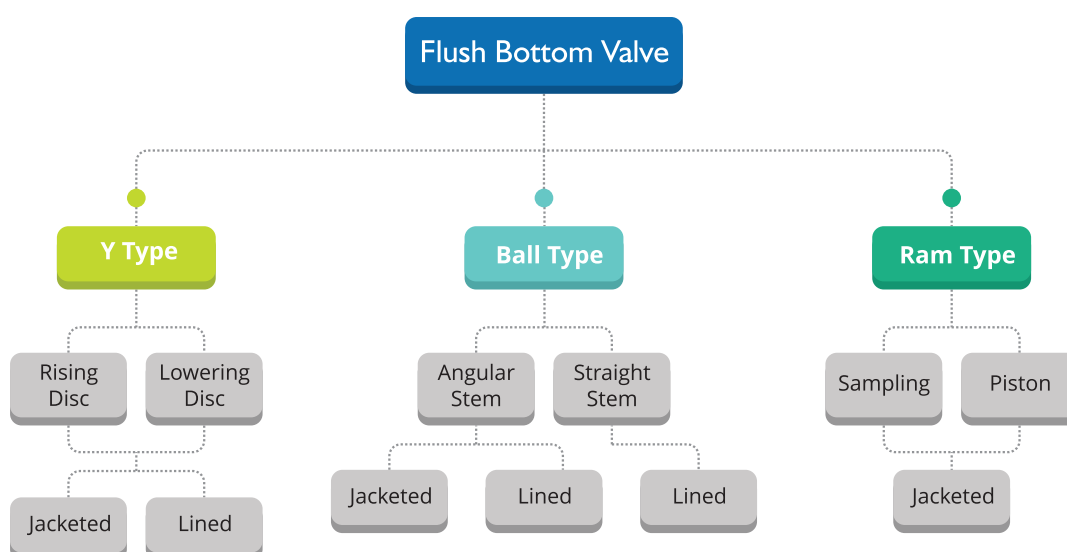 Flush Bottom Valve
Y Type
Ball Type
Ram Type
Rising
Disc
Lowering
Disc
Angular
Stem
Straight
Stem
Sampling
Piston
Jacketed
Lined
Jacketed
Lined
Lined
Jacketed